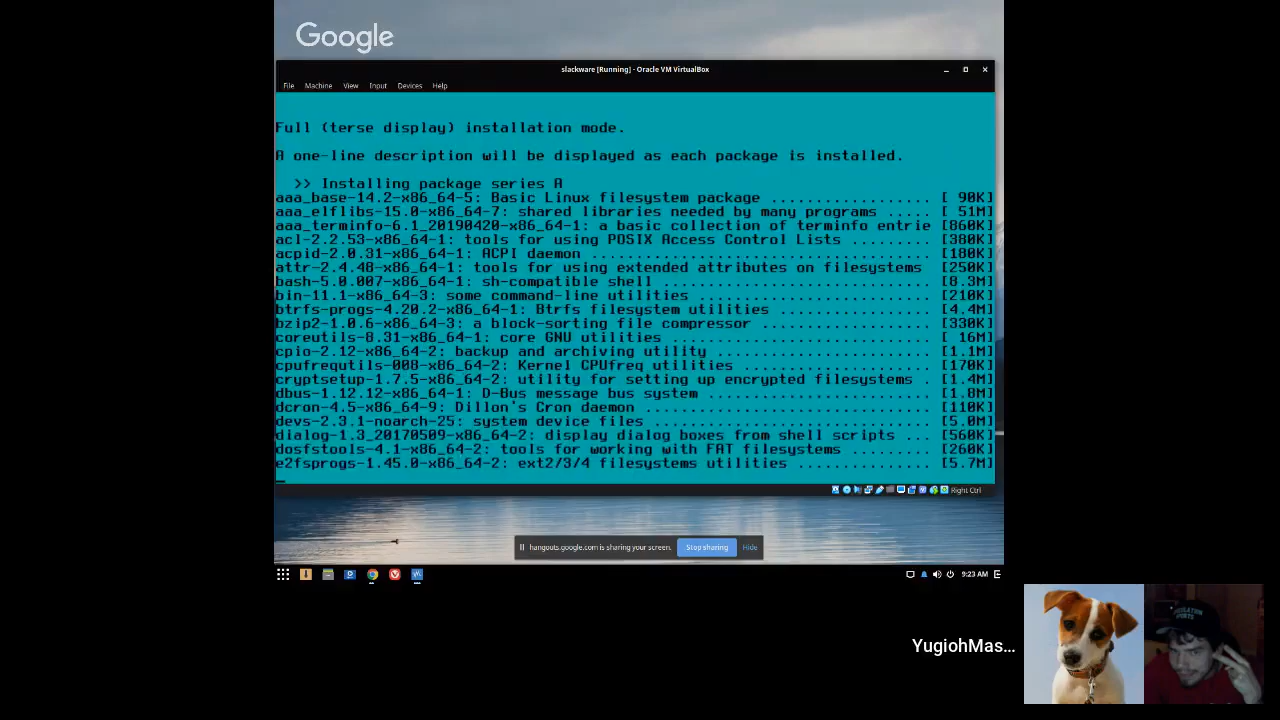 Google
slackware [Running] - Oracle VM VirtualBox
File Machine View Input Devices Help
Full (terse display) installation mode.
A one-line description will be displayed as each package is installed.
>> Installing package series A
aaa_base-14.2-x86_64-5: Basic Linux filesystem package .................. [ 90K]
aaa_elflibs-15.0-x86_64-7: shared libraries needed by many programs ..... [ 51M]
aaa_terminfo-6.1_20190420-x86_64-1: a basic collection of terminfo entrie [860K]
acl-2.2.53-x86_64-1: tools for using POSIX Access Control Lists ......... [380K]
acpid-2.0.31-x86_64-1: ACPI daemon ...................................... [180K]
attr-2.4.48-x86_64-1: tools for using extended attributes on filesystems  [250K]
bash-5.0.007-x86_64-1: sh-compatible shell .............................. [8.3M]
bin-11.1-x86_64-3: some command-line utilities .......................... [210K]
btrfs-progs-4.20.2-x86_64-1: Btrfs filesystem utilities ................. [4.4M]
bzip2-1.0.6-x86_64-3: a block-sorting file compressor ................... [330K]
coreutils-8.31-x86_64-1: core GNU utilities ............................. [ 16M]
cpio-2.12-x86_64-2: backup and archiving utility ........................ [1.1M]
cpufrequtils-008-x86_64-2: Kernel CPUfreq utilities ..................... [170K]
cryptsetup-1.7.5-x86_64-2: utility for setting up encrypted filesystems . [1.4M]
dbus-1.12.12-x86_64-1: D-Bus message bus system ......................... [1.8M]
dcron-4.5-x86_64-9: Dillon's Cron daemon ................................ [110K]
devs-2.3.1-noarch-25: system device files ............................... [5.0M]
dialog-1.3_20170509-x86_64-2: display dialog boxes from shell scripts ... [560K]
dosfstools-4.1-x86_64-2: tools for working with FAT filesystems ......... [260K]
e2fsprogs-1.45.0-x86_64-2: ext2/3/4 filesystems utilities ............... [5.7M]
Right Ctrl
hangouts.google.com is sharing your screen. Stop sharing Hide
9:23 AM
YugiohMas...